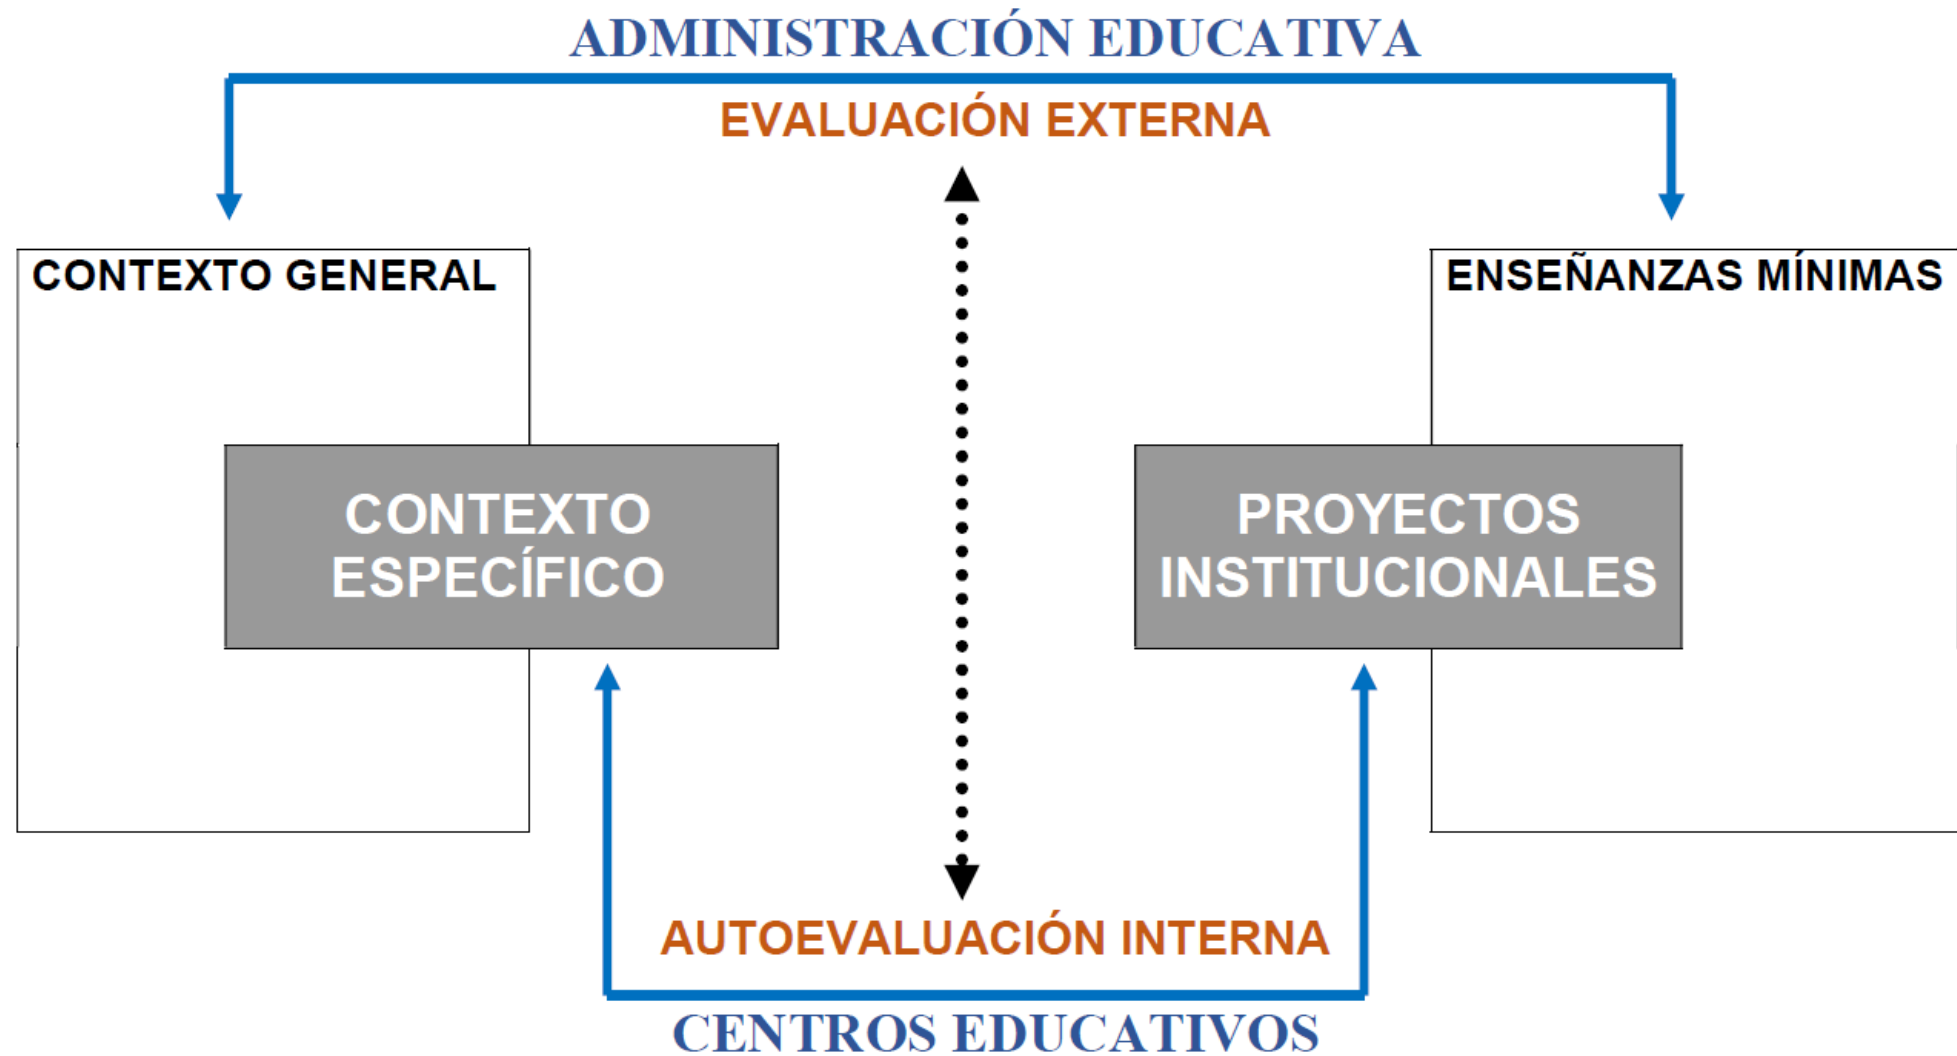 ADMINISTRACIÓN EDUCATIVA
EVALUACIÓN EXTERNA
CONTEXTO GENERAL
ENSEÑANZAS MÍNIMAS
CONTEXTO
ESPECÍFICO
PROYECTOS
INSTITUCIONALES
AUTOEVALUACIÓN INTERNA
CENTROS EDUCATIVOS